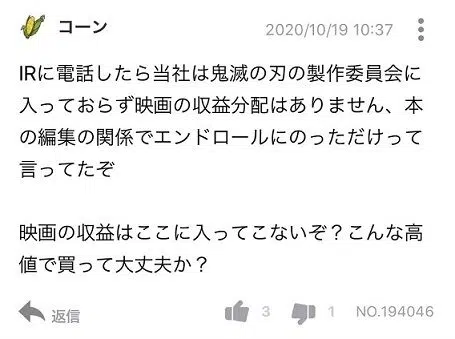 コーン
2020/10/19 10:37
IRに電話したら当社は鬼滅の刃の製作委員会に
入っておらず映画の収益分配はありません、本
の編集の関係でエンドロールにのっただけって
言ってたぞ
映画の収益はここに入ってこないぞ？こんな高
値で買って大丈夫か？
返信
3
1
NO.194046